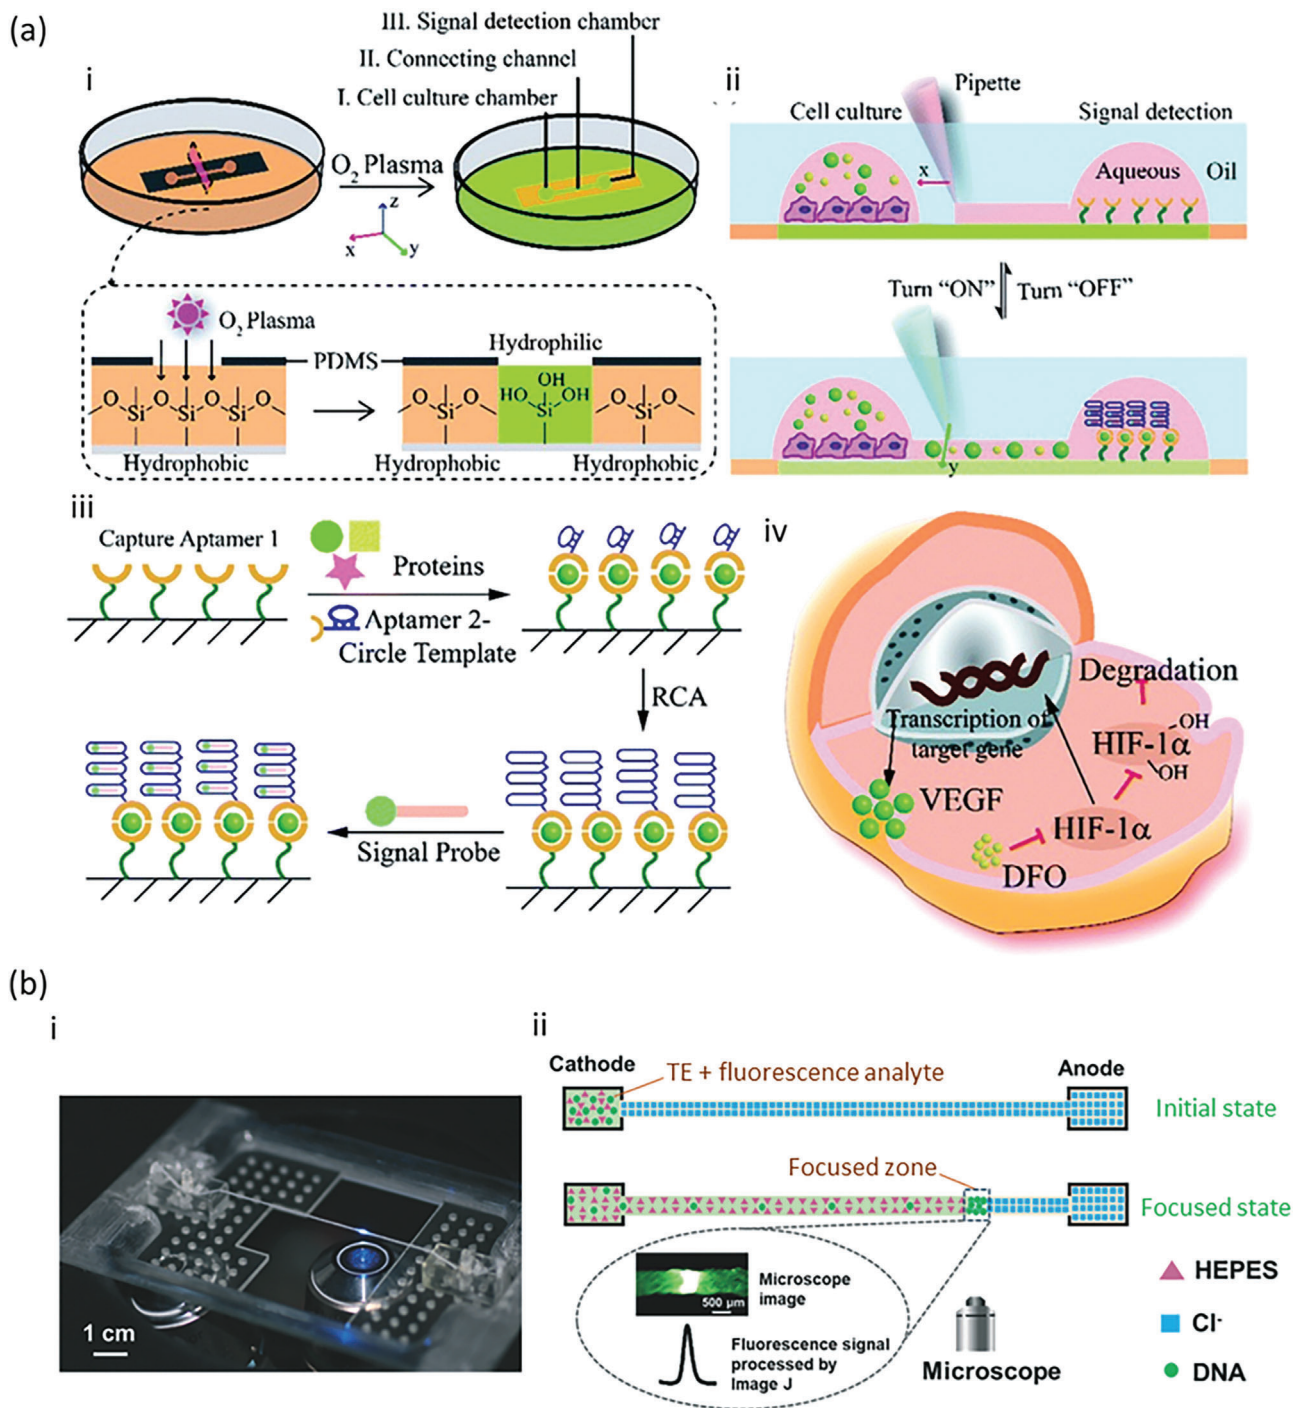 (a)
III. Signal detection chamber
II. Connecting channel
I. Cell culture chamber
i
O2 Plasma
z
x
y
O2 Plasma
PDMS
Hydrophilic
O Si O Si O Si O
O Si O
HO OH OH
Si
O Si O
Hydrophobic
Hydrophobic
Hydrophobic
ii
Pipette
Cell culture
Signal detection
x
Aqueous
Oil
Turn “ON”
Turn “OFF”
y
iii
Capture Aptamer 1
Proteins
Aptamer 2-
Circle Template
RCA
Signal Probe
iv
Degradation
Transcription of
target gene
OH
HIF-1α
OH
VEGF
HIF-1α
DFO
(b)
i
1 cm
ii
Cathode
Anode
TE + fluorescence analyte
Initial state
Focused zone
Focused state
500 µm
Microscope
image
Fluorescence signal
processed by
Image J
Microscope
HEPES
Cl-
DNA